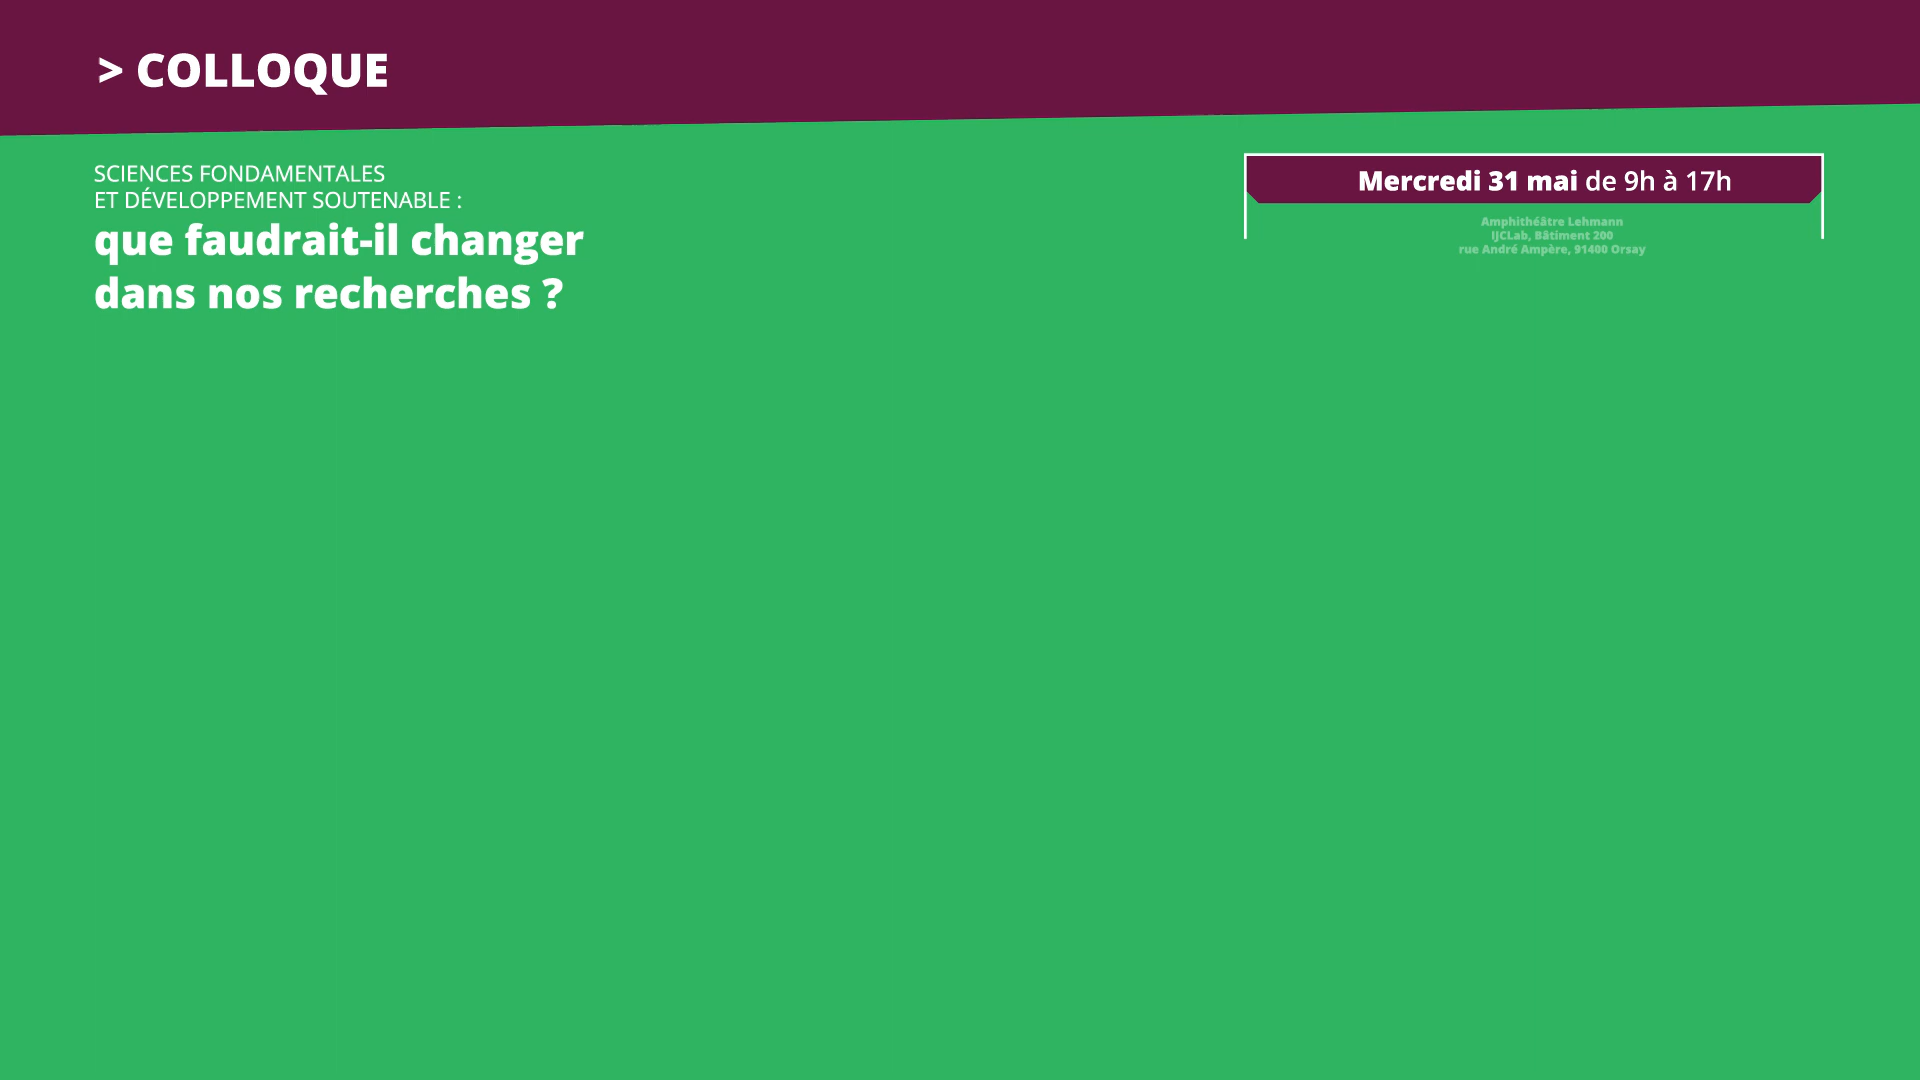 > COLLOQUE
SCIENCES FONDAMENTALES
ET DÉVELOPPEMENT SOUTENABLE :
que faudrait-il changer
dans nos recherches ?
Mercredi 31 mai de 9h à 17h
Amphithéâtre Lehmann
IJCLab, Bâtiment 200
rue André Ampère, 91400 Orsay